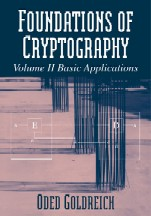 FOUNDATIONS OF
CRYPTOGRAPHY
Volume II Basic Applications
E
D
ODED GOLDREICH